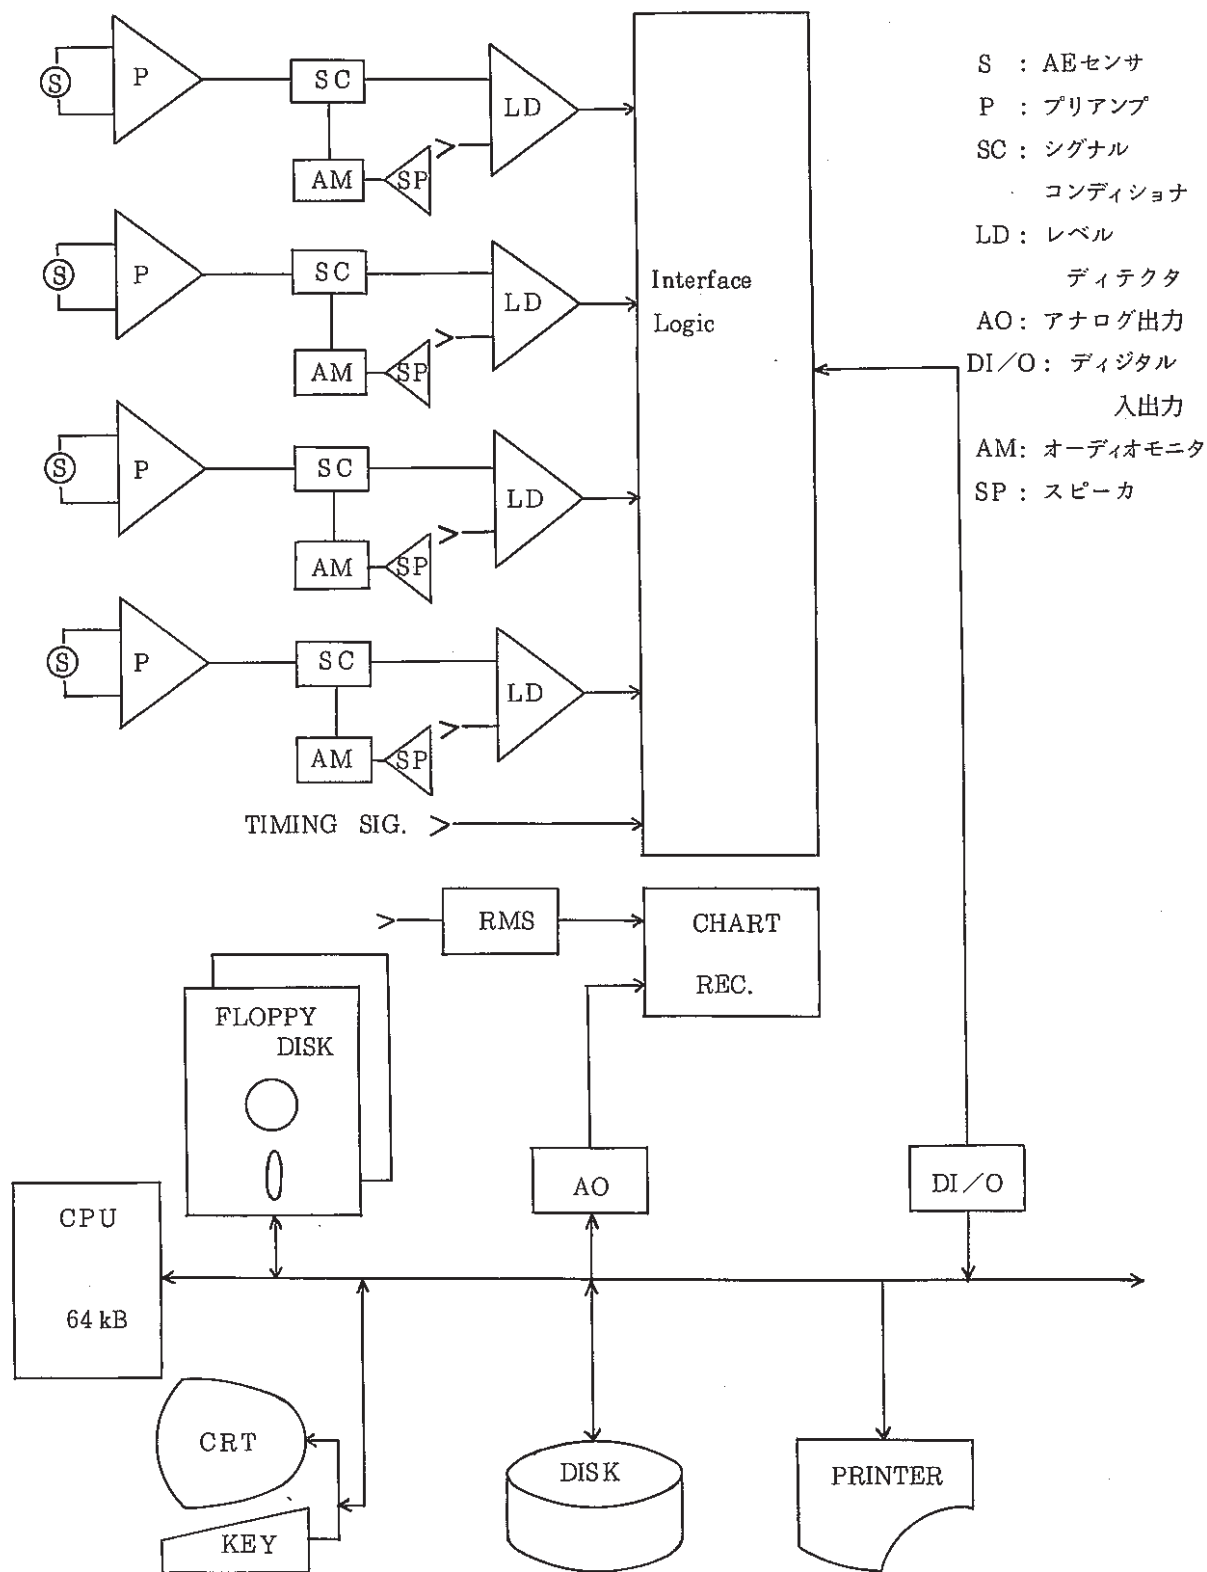 S
P
SC
LD
AM
SP
S : AEセンサ
P : プリアンプ
SC : シグナル
コンディショナ
LD : レベル
ディテクタ
AO : アナログ出力
DI/O : ディジタル
入出力
AM : オーディオモニタ
SP : スピーカ
S
P
SC
LD
AM
SP
Interface
Logic
S
P
SC
LD
AM
SP
S
P
SC
LD
AM
SP
TIMING SIG.
RMS
CHART
REC.
FLOPPY
DISK
AO
DI/O
CPU
64 kB
CRT
KEY
DISK
PRINTER